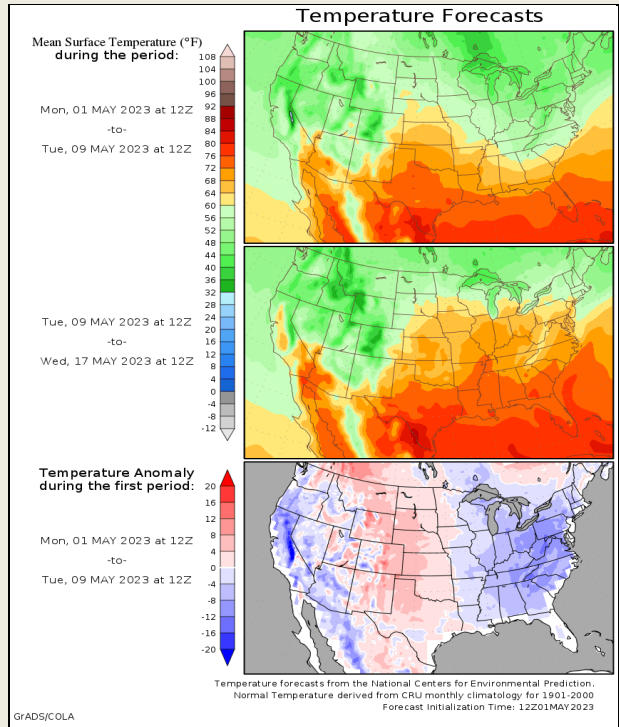 Temperature Forecasts
Mean Surface Temperature (°F)
during the period:
108
104
100
96
92
88
84
80
76
72
68
64
60
56
52
48
44
40
36
32
28
24
20
16
12
8
4
0
-4
-8
-12
Mon, 01 MAY 2023 at 12Z
-to-
Tue, 09 MAY 2023 at 12Z
Tue, 09 MAY 2023 at 12Z
-to-
Wed, 17 MAY 2023 at 12Z
Temperature Anomaly
during the first period:
20
16
12
8
4
0
-4
-8
-12
-16
-20
Mon, 01 MAY 2023 at 12Z
-to-
Tue, 09 MAY 2023 at 12Z
Temperature forecasts from the National Centers for Environmental Prediction.
Normal Temperature derived from CRU monthly climatology for 1901-2000
Forecast Initialization Time: 12Z01MAY2023
GrADS/COLA